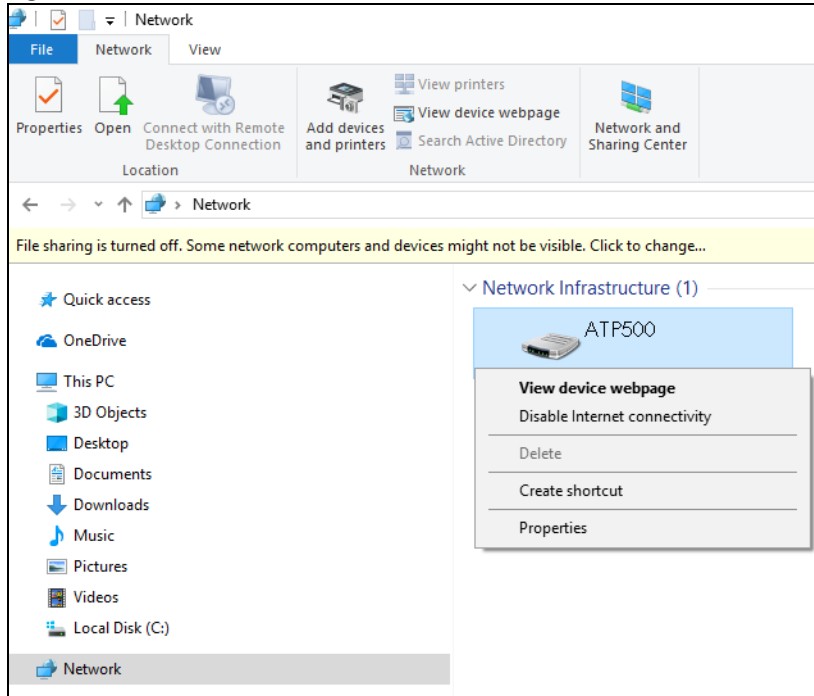 Network
File Network View
Properties Open Connect with Remote Desktop Connection
Add devices and printers
View printers
View device webpage
Search Active Directory
Network and Sharing Center
Location
Network
Network
File sharing is turned off. Some network computers and devices might not be visible. Click to change...
Quick access
OneDrive
This PC
3D Objects
Desktop
Documents
Downloads
Music
Pictures
Videos
Local Disk (C:)
Network
Network Infrastructure (1)
ATP500
View device webpage
Disable Internet connectivity
Delete
Create shortcut
Properties